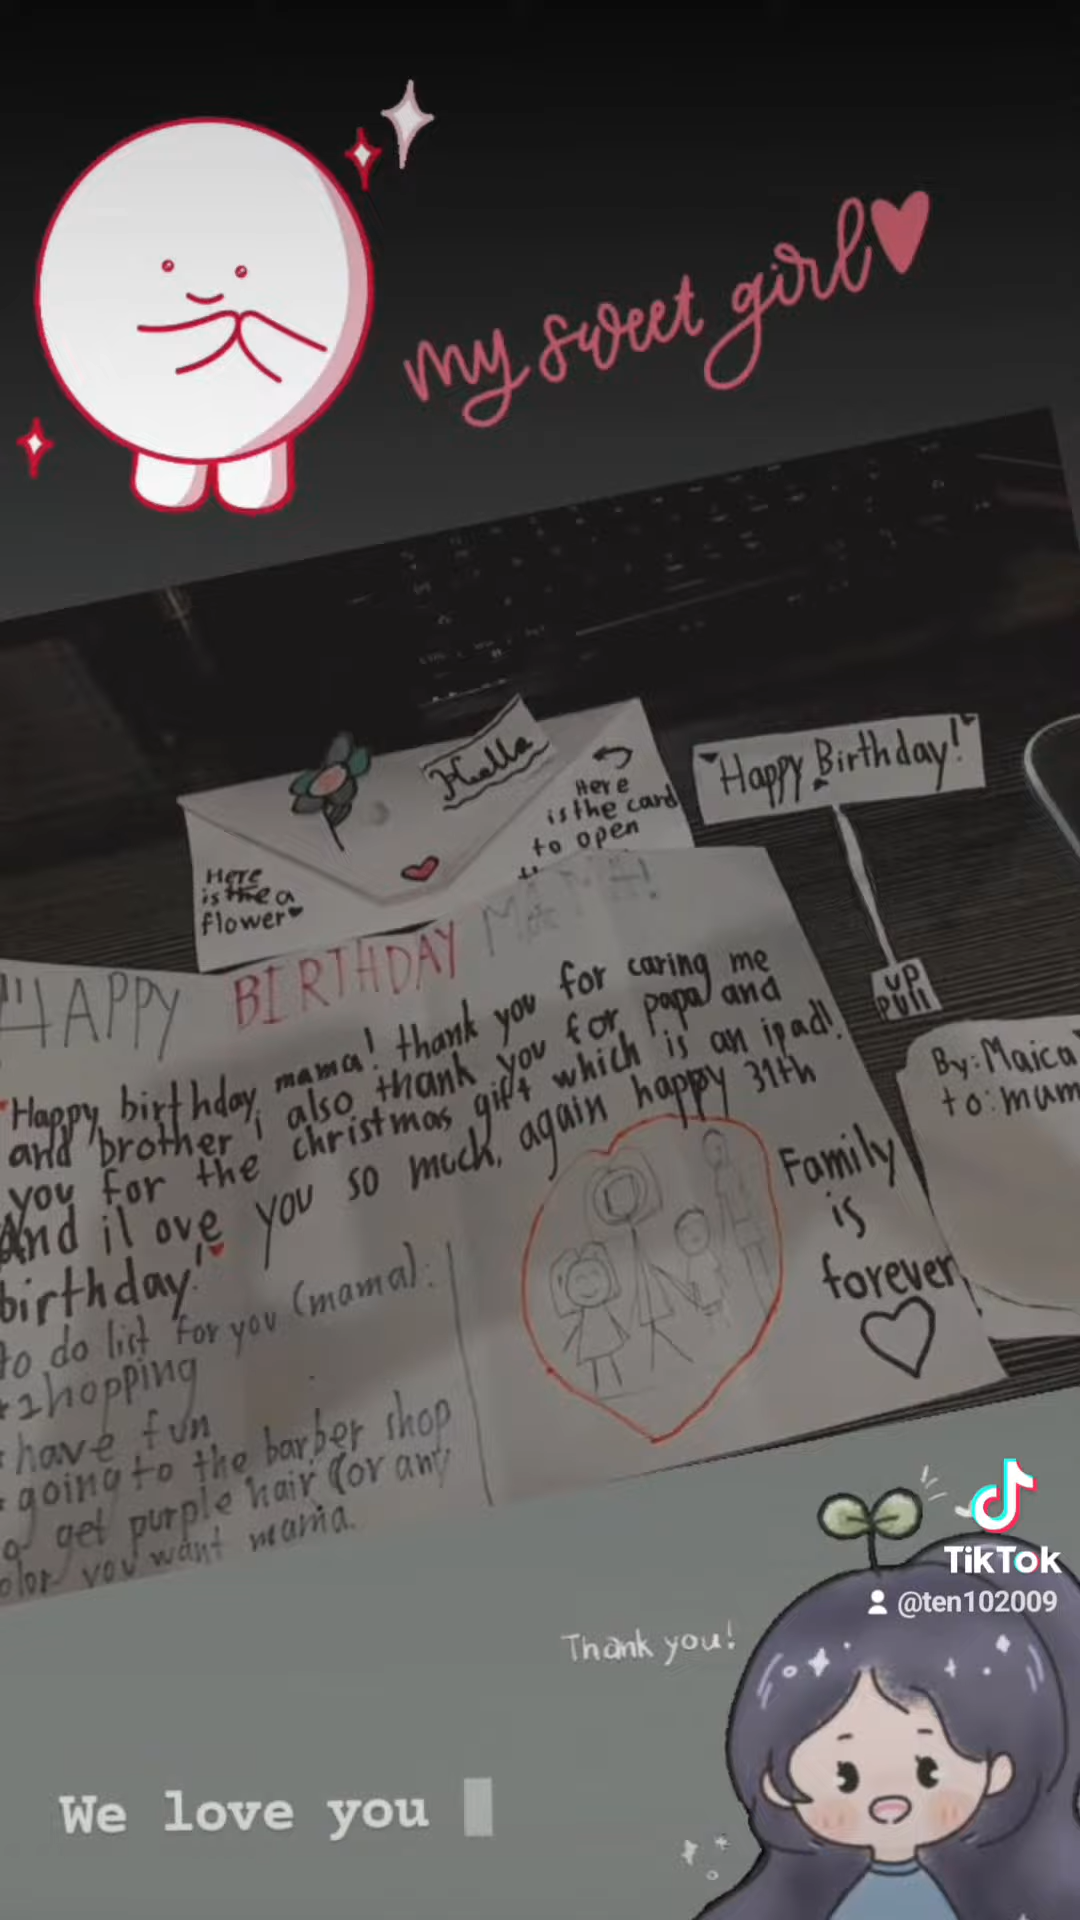 my sweet girl
Hello
Here
is the card
to open
Here
is the a
flower
Happy Birthday!
UP
PULL
By: Maica
to: mum
"HAPPY BIRTHDAY MAMA!
"Happy birthday mama! thank you for caring me
and brother, i also thank you for papa and
you for the christmas gift which is an ipad!
And il ove you so much, again happy 31th
birthday!
to do list for you (mama):
shopping
have fun
going to the barber shop
get purple hair (or any
color you want mama.
Family
is
forever
TikTok
@ten102009
Thank you!
We love you